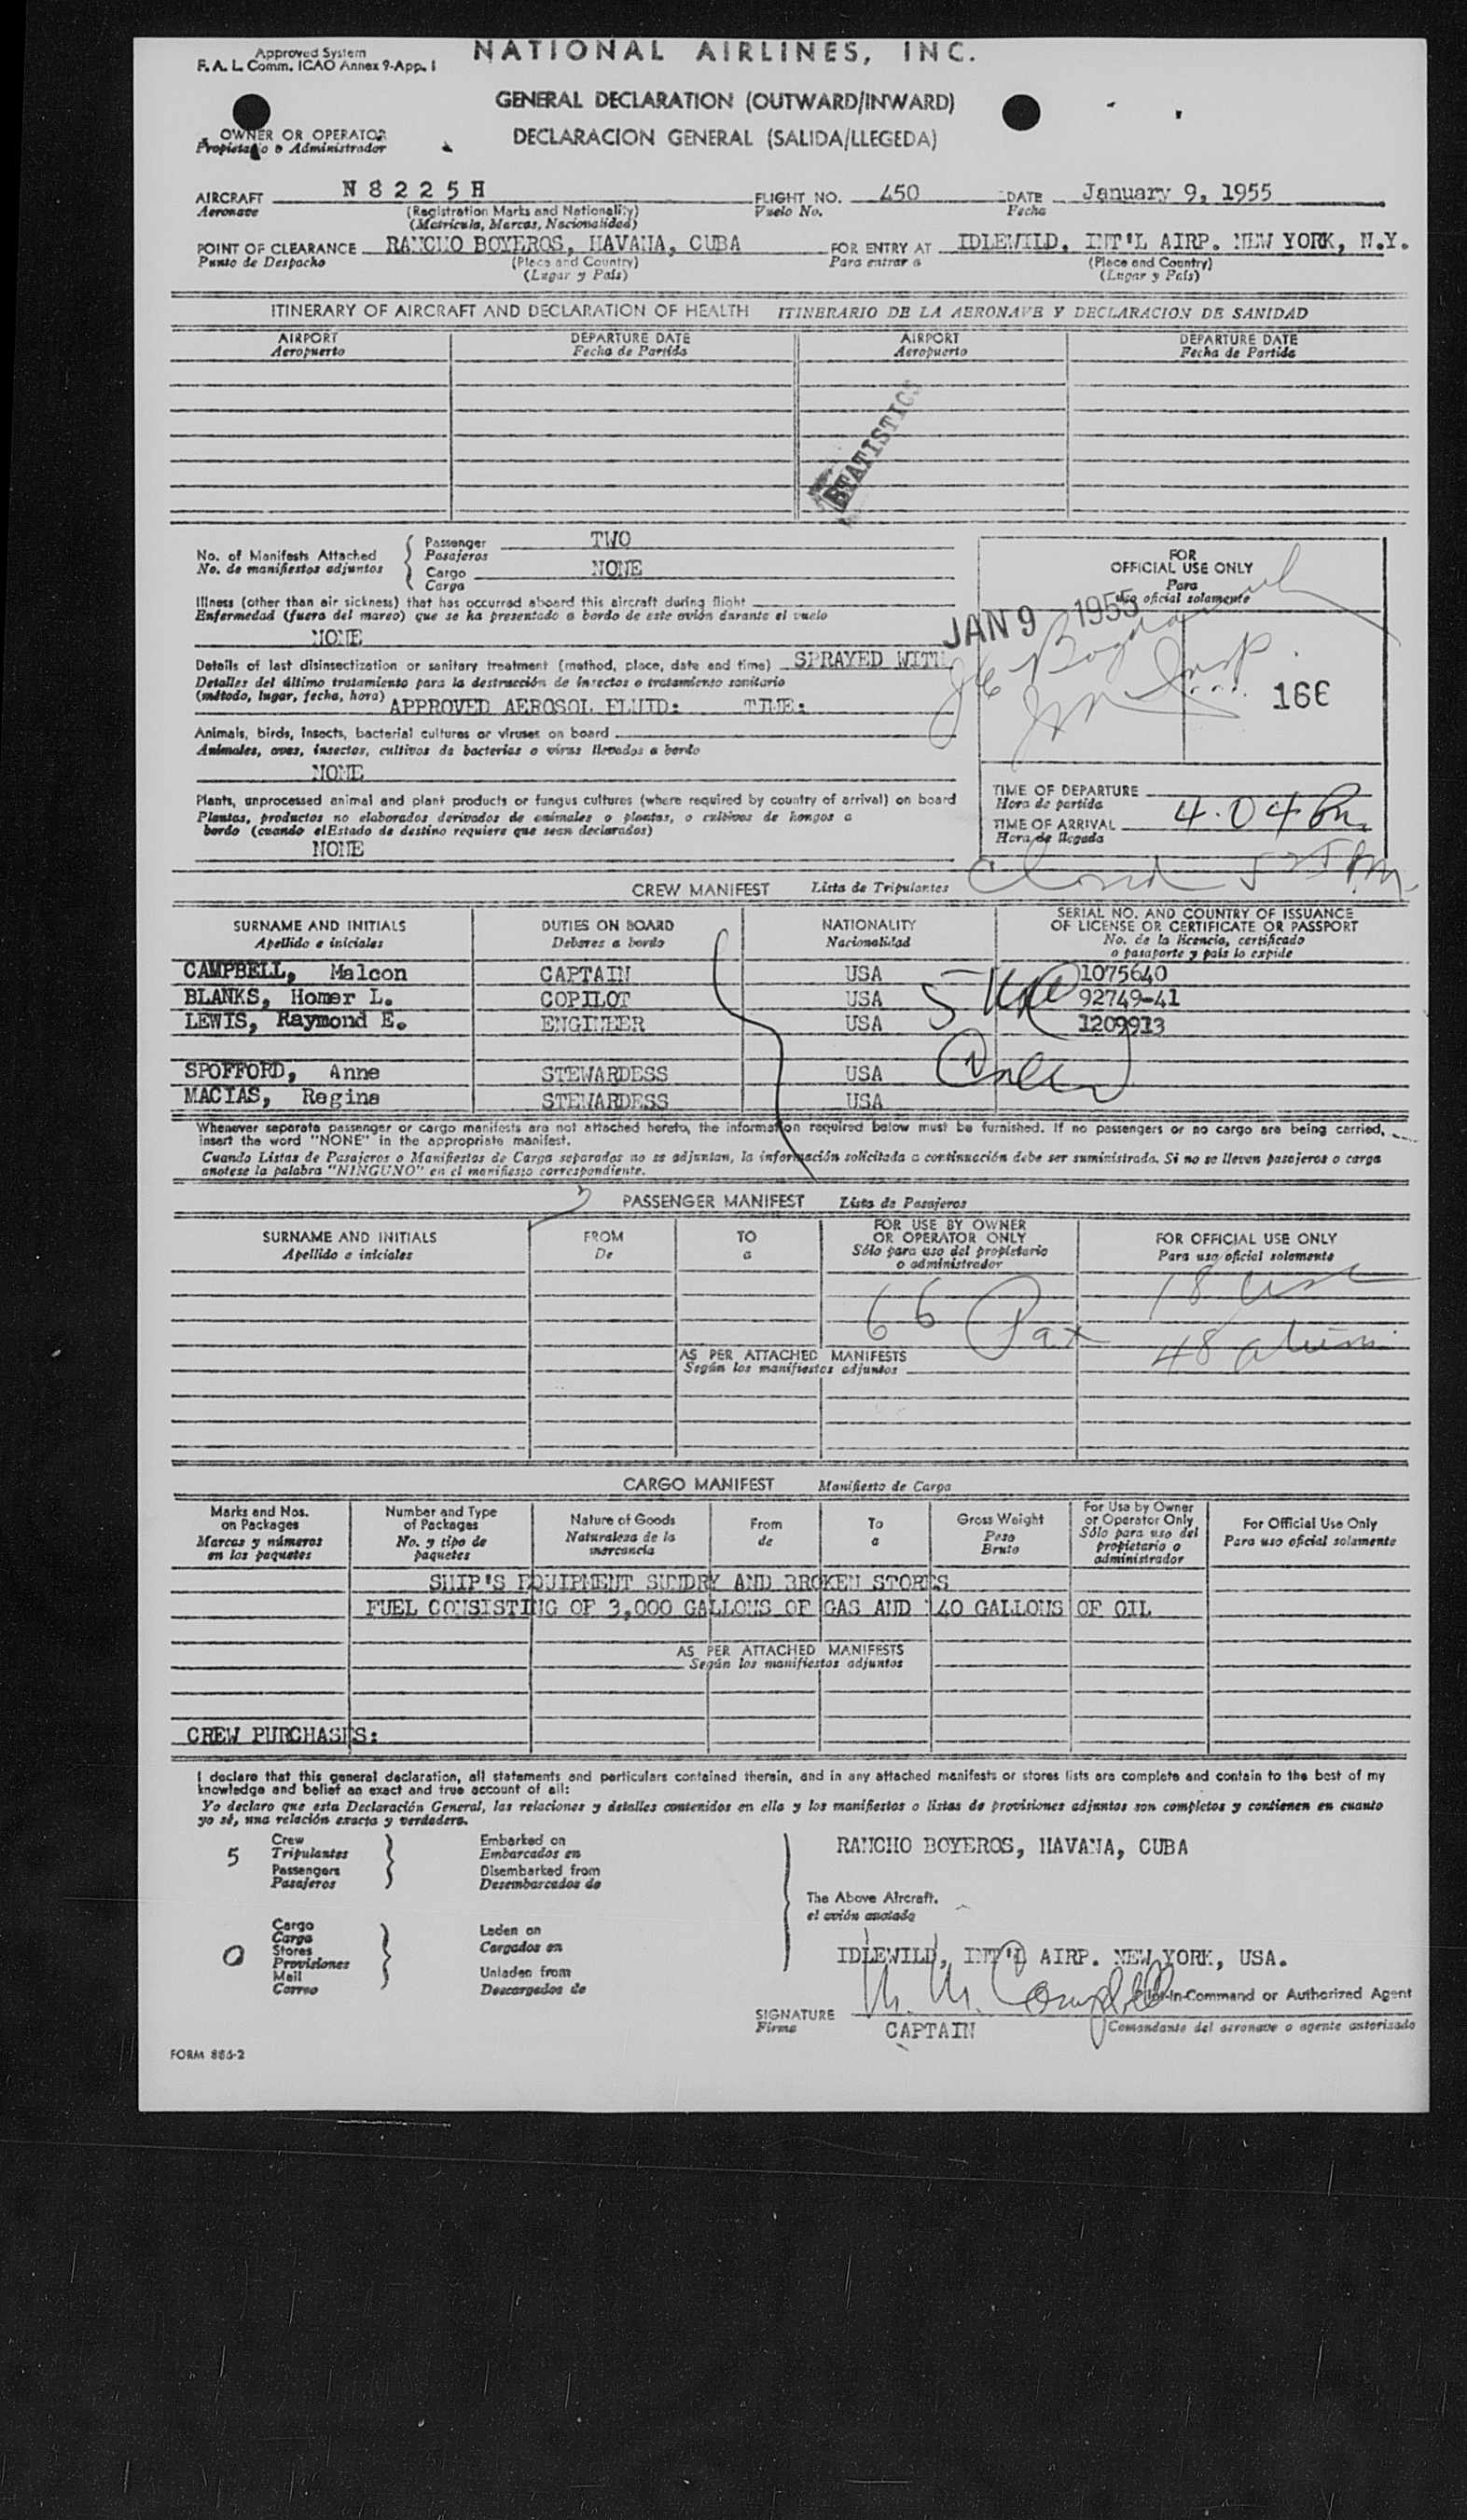 Approved System
F. A. L. Comm. ICAO Annex 9-App. 1
NATIONAL AIRLINES, INC.
GENERAL DECLARATION (OUTWARD/INWARD)
DECLARACION GENERAL (SALIDA/LLEGEDA)
OWNER OR OPERATOR
Propietario o Administrador
AIRCRAFT N 8 2 2 5 H FLIGHT NO. 450 DATE January 9, 1955
Aeronave (Registration Marks and Nationality) Vuelo No. Fecha
(Matricula, Marcas, Nacionalidad)
POINT OF CLEARANCE RANCHO BOYEROS, HAVANA, CUBA FOR ENTRY AT IDLEWILD, INT'L AIRP. NEW YORK, N.Y.
Punto de Despacho (Place and Country) Para entrar a (Place and Country)
(Lugar y País) (Lugar y País)
ITINERARY OF AIRCRAFT AND DECLARATION OF HEALTH ITINERARIO DE LA AERONAVE Y DECLARACION DE SANIDAD
AIRPORT DEPARTURE DATE AIRPORT DEPARTURE DATE
Aeropuerto Fecha de Partida Aeropuerto Fecha de Partida
STATISTICS
No. of Manifests Attached
No. de manifiestos adjuntos
Passenger TWO
Pasajeros
Cargo NONE
Carga
Illness (other than air sickness) that has occurred aboard this aircraft during flight
Enfermedad (fuera del mareo) que se ha presentado a bordo de este avión durante el vuelo
NONE
Details of last disinsectization or sanitary treatment (method, place, date and time) SPRAYED WITH
Detalles del último tratamiento para la destrucción de insectos o tratamiento sanitario
(método, lugar, fecha, hora) APPROVED AEROSOL FLUID: TIME:
Animals, birds, insects, bacterial cultures or viruses on board
Animales, aves, insectos, cultivos de bacterias o virus llevados a bordo
NONE
Plants, unprocessed animal and plant products or fungus cultures (where required by country of arrival) on board
Plantas, productos no elaborados derivados de animales o plantas, o cultivos de hongos a
bordo (cuando elEstado de destino requiere que sean declarados)
NONE
FOR
OFFICIAL USE ONLY
Para
uso oficial solamente
JAN 9 1955
Insp.
166
TIME OF DEPARTURE
Hora de partida
4.04 Pm
TIME OF ARRIVAL
Hora de llegada
525 PM.
CREW MANIFEST Lista de Tripulantes
SURNAME AND INITIALS DUTIES ON BOARD NATIONALITY SERIAL NO. AND COUNTRY OF ISSUANCE
OF LICENSE OR CERTIFICATE OR PASSPORT
Apellido e iniciales Deberes a bordo Nacionalidad No. de la licencia, certificado
o pasaporte y país lo expide
CAMPBELL, Malcon CAPTAIN USA 1075640
BLANKS, Homer L. COPILOT USA 92749-41
LEWIS, Raymond E. ENGINEER USA 1209913
SPOFFORD, Anne STEWARDESS USA
MACIAS, Regina STEWARDESS USA
Whenever separate passenger or cargo manifests are not attached hereto, the information required below must be furnished. If no passengers or no cargo are being carried,
insert the word "NONE" in the appropriate manifest.
Cuando Listas de Pasajeros o Manifiestos de Carga separados no se adjuntan, la información solicitada a continuación debe ser suministrada. Si no se lleven pasajeros o carga
anotese la palabra "NINGUNO" en el manifiesto correspondiente.
PASSENGER MANIFEST Lista de Pasajeros
SURNAME AND INITIALS FROM TO FOR USE BY OWNER
OR OPERATOR ONLY FOR OFFICIAL USE ONLY
Apellido e iniciales De a Sólo para uso del propietario
o administrador Para uso oficial solamente
66 Pax
18 USC
48 aliens
AS PER ATTACHED MANIFESTS
Según los manifiestos adjuntos
CARGO MANIFEST Manifiesto de Carga
Marks and Nos.
on Packages
Marcas y números
en los paquetes
Number and Type
of Packages
No. y tipo de
paquetes
Nature of Goods
Naturaleza de la
mercancía
From
de
To
a
Gross Weight
Peso
Bruto
For Use by Owner
or Operator Only
Sólo para uso del
propietario o
administrador
For Official Use Only
Para uso oficial solamente
SHIP'S EQUIPMENT SUNDRY AND BROKEN STORES
FUEL CONSISTING OF 3,000 GALLONS OF GAS AND 140 GALLONS OF OIL
AS PER ATTACHED MANIFESTS
Según los manifiestos adjuntos
CREW PURCHASES:
I declare that this general declaration, all statements and particulars contained therein, and in any attached manifests or stores lists are complete and contain to the best of my
knowledge and belief an exact and true account of all:
Yo declaro que esta Declaración General, las relaciones y detalles contenidos en ella y los manifiestos o listas de provisiones adjuntos son completos y contienen en cuanto
yo sé, una relación exacta y verdadera.
5
Crew
Tripulantes
Passengers
Pasajeros
Embarked on
Embarcados en
Disembarked from
Desembarcados de
RANCHO BOYEROS, HAVANA, CUBA
The Above Aircraft.
el avión anotado
0
Cargo
Carga
Stores
Provisiones
Mail
Correo
Laden on
Cargados en
Unladen from
Descargados de
IDLEWILD, INT'L AIRP. NEW YORK, USA.
M. M. Campbell
Pilot-in-Command or Authorized Agent
SIGNATURE
Firma
CAPTAIN
Comandante del aeronave o agente autorizado
FORM 886-2